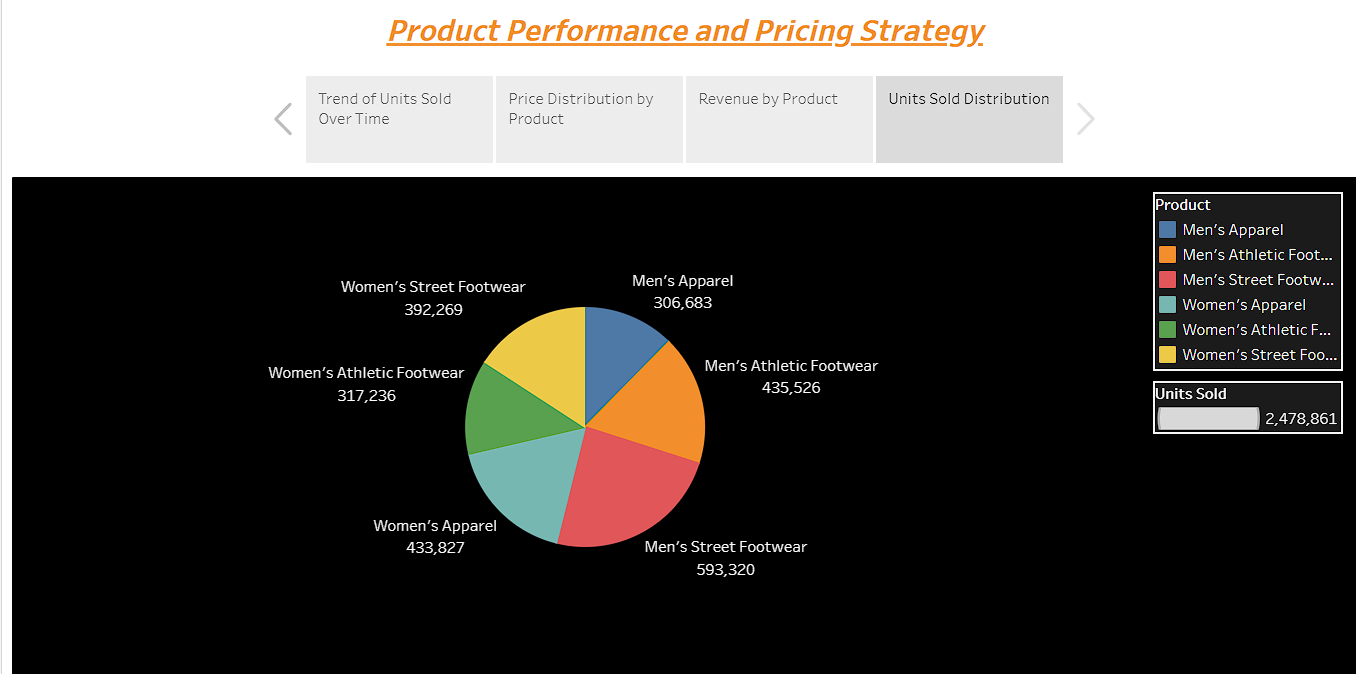 Product Performance and Pricing Strategy
Trend of Units Sold
Over Time
Price Distribution by
Product
Revenue by Product
Units Sold Distribution
Women’s Street Footwear
392,269
Men’s Apparel
306,683
Women’s Athletic Footwear
317,236
Men’s Athletic Footwear
435,526
Women’s Apparel
433,827
Men’s Street Footwear
593,320
Product
Men’s Apparel
Men’s Athletic Foot...
Men’s Street Footw...
Women’s Apparel
Women’s Athletic F...
Women’s Street Foo...
Units Sold
2,478,861